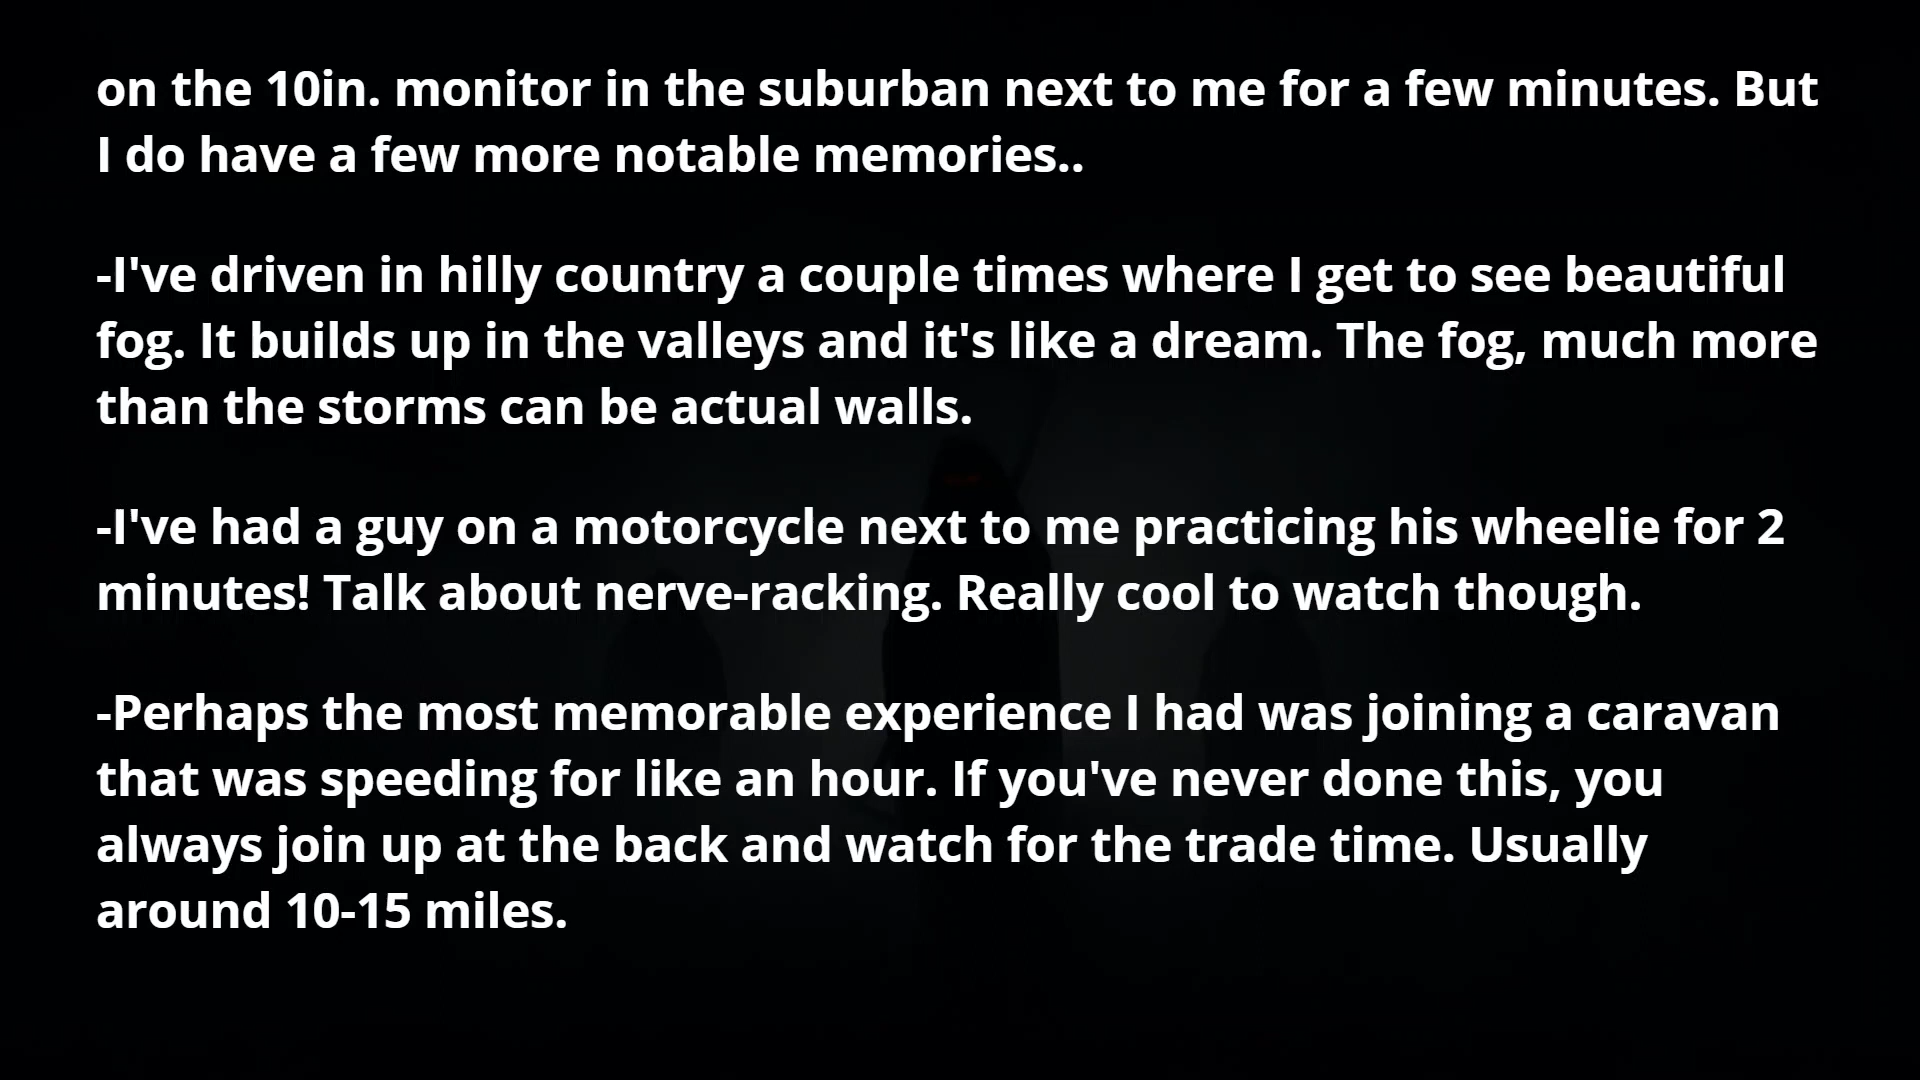 on the 10in. monitor in the suburban next to me for a few minutes. But
I do have a few more notable memories..
-I've driven in hilly country a couple times where I get to see beautiful
fog. It builds up in the valleys and it's like a dream. The fog, much more
than the storms can be actual walls.
-I've had a guy on a motorcycle next to me practicing his wheelie for 2
minutes! Talk about nerve-racking. Really cool to watch though.
-Perhaps the most memorable experience I had was joining a caravan
that was speeding for like an hour. If you've never done this, you
always join up at the back and watch for the trade time. Usually
around 10-15 miles.